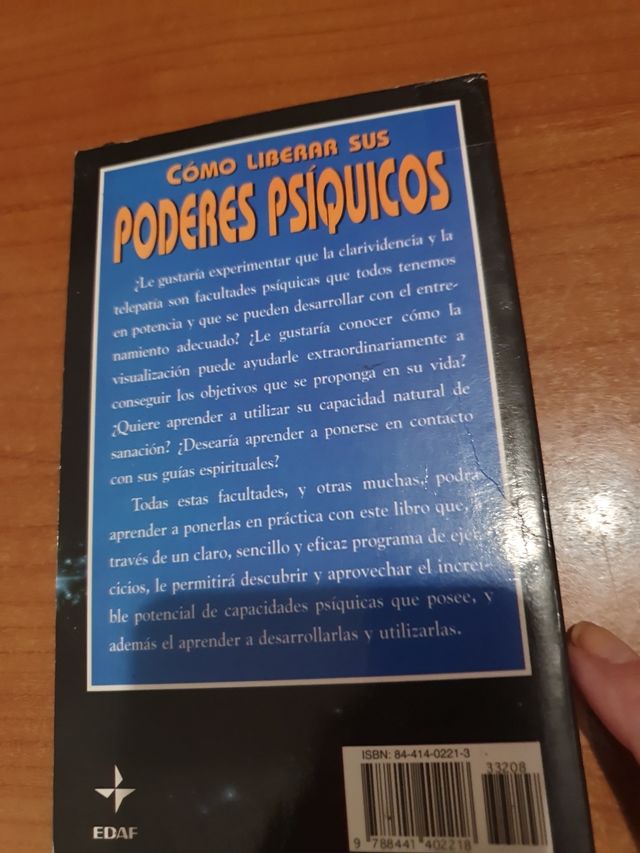 CÓMO LIBERAR SUS
PODERES PSÍQUICOS
¿Le gustaría experimentar que la clarividencia y la
telepatía son facultades psíquicas que todos tenemos
en potencia y que se pueden desarrollar con el entre-
namiento adecuado? ¿Le gustaría conocer cómo la
visualización puede ayudarle extraordinariamente a
conseguir los objetivos que se proponga en su vida?
¿Quiere aprender a utilizar su capacidad natural de
sanación? ¿Desearía aprender a ponerse en contacto
con sus guías espirituales?
Todas estas facultades, y otras muchas, podrá
aprender a ponerlas en práctica con este libro que, a
través de un claro, sencillo y eficaz programa de ejer-
cicios, le permitirá descubrir y aprovechar el increí-
ble potencial de capacidades psíquicas que posee, y
además el aprender a desarrollarlas y utilizarlas.
EDAF
ISBN: 84-414-0221-3
33208
9 788441 402218